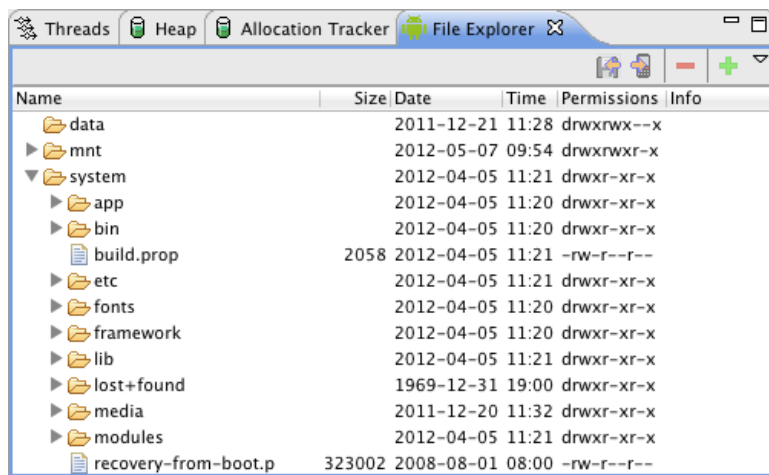 Threads Heap Allocation Tracker File Explorer
Name Size Date Time Permissions Info
data 2011-12-21 11:28 drwxrwx--x
mnt 2012-05-07 09:54 drwxrwxr-x
system 2012-04-05 11:21 drwxr-xr-x
app 2012-04-05 11:20 drwxr-xr-x
bin 2012-04-05 11:20 drwxr-xr-x
build.prop 2058 2012-04-05 11:21 -rw-r--r--
etc 2012-04-05 11:21 drwxr-xr-x
fonts 2012-04-05 11:20 drwxr-xr-x
framework 2012-04-05 11:20 drwxr-xr-x
lib 2012-04-05 11:21 drwxr-xr-x
lost+found 1969-12-31 19:00 drwxr-xr-x
media 2011-12-20 11:32 drwxr-xr-x
modules 2012-04-05 11:21 drwxr-xr-x
recovery-from-boot.p 323002 2008-08-01 08:00 -rw-r--r--